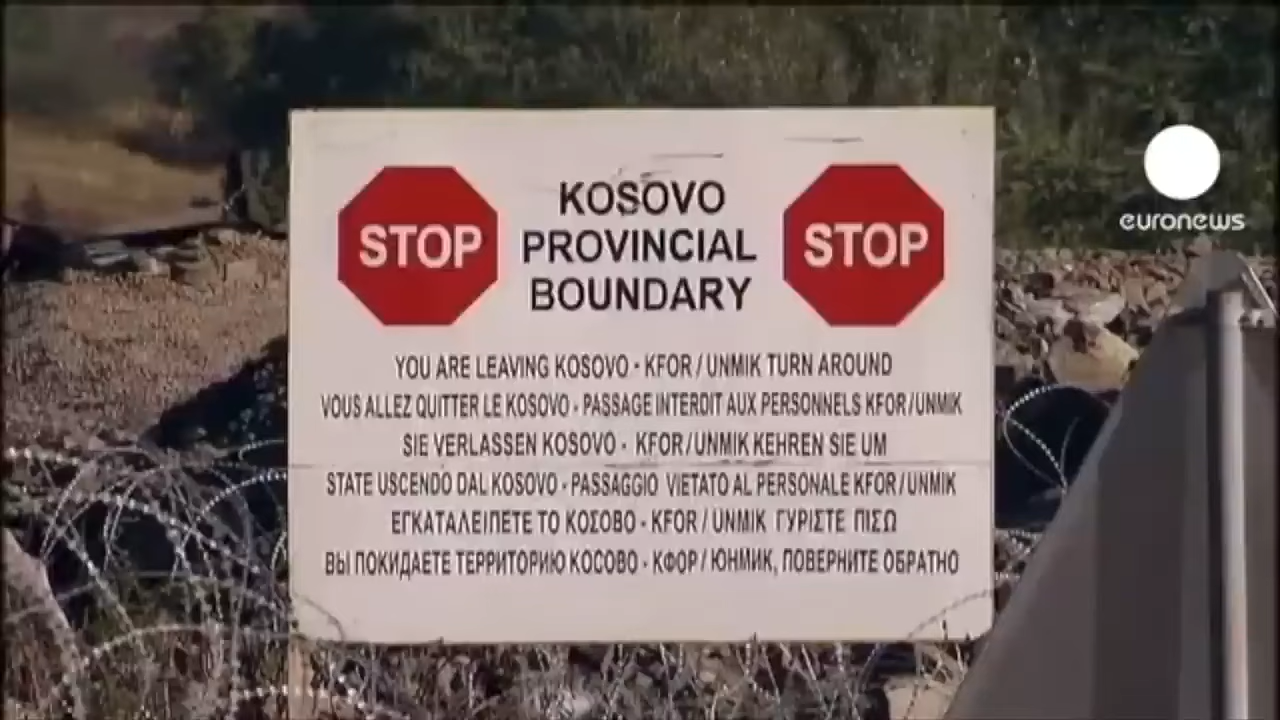 STOP
KOSOVO
PROVINCIAL
BOUNDARY
STOP
euronews
YOU ARE LEAVING KOSOVO - KFOR / UNMIK TURN AROUND
VOUS ALLEZ QUITTER LE KOSOVO - PASSAGE INTERDIT AUX PERSONNELS KFOR / UNMIK
SIE VERLASSEN KOSOVO - KFOR / UNMIK KEHREN SIE UM
STATE USCENDO DAL KOSOVO - PASSAGGIO VIETATO AL PERSONALE KFOR / UNMIK
ΕΓΚΑΤΑΛΕΙΠΕΤΕ ΤΟ ΚΟΣΟΒΟ - KFOR / UNMIK ΓΥΡΙΣΤΕ ΠΙΣΩ
ВЫ ПОКИДАЕТЕ ТЕРРИТОРИЮ КОСОВО - КФОР / ЮНМИК, ПОВЕРНИТЕ ОБРАТНО